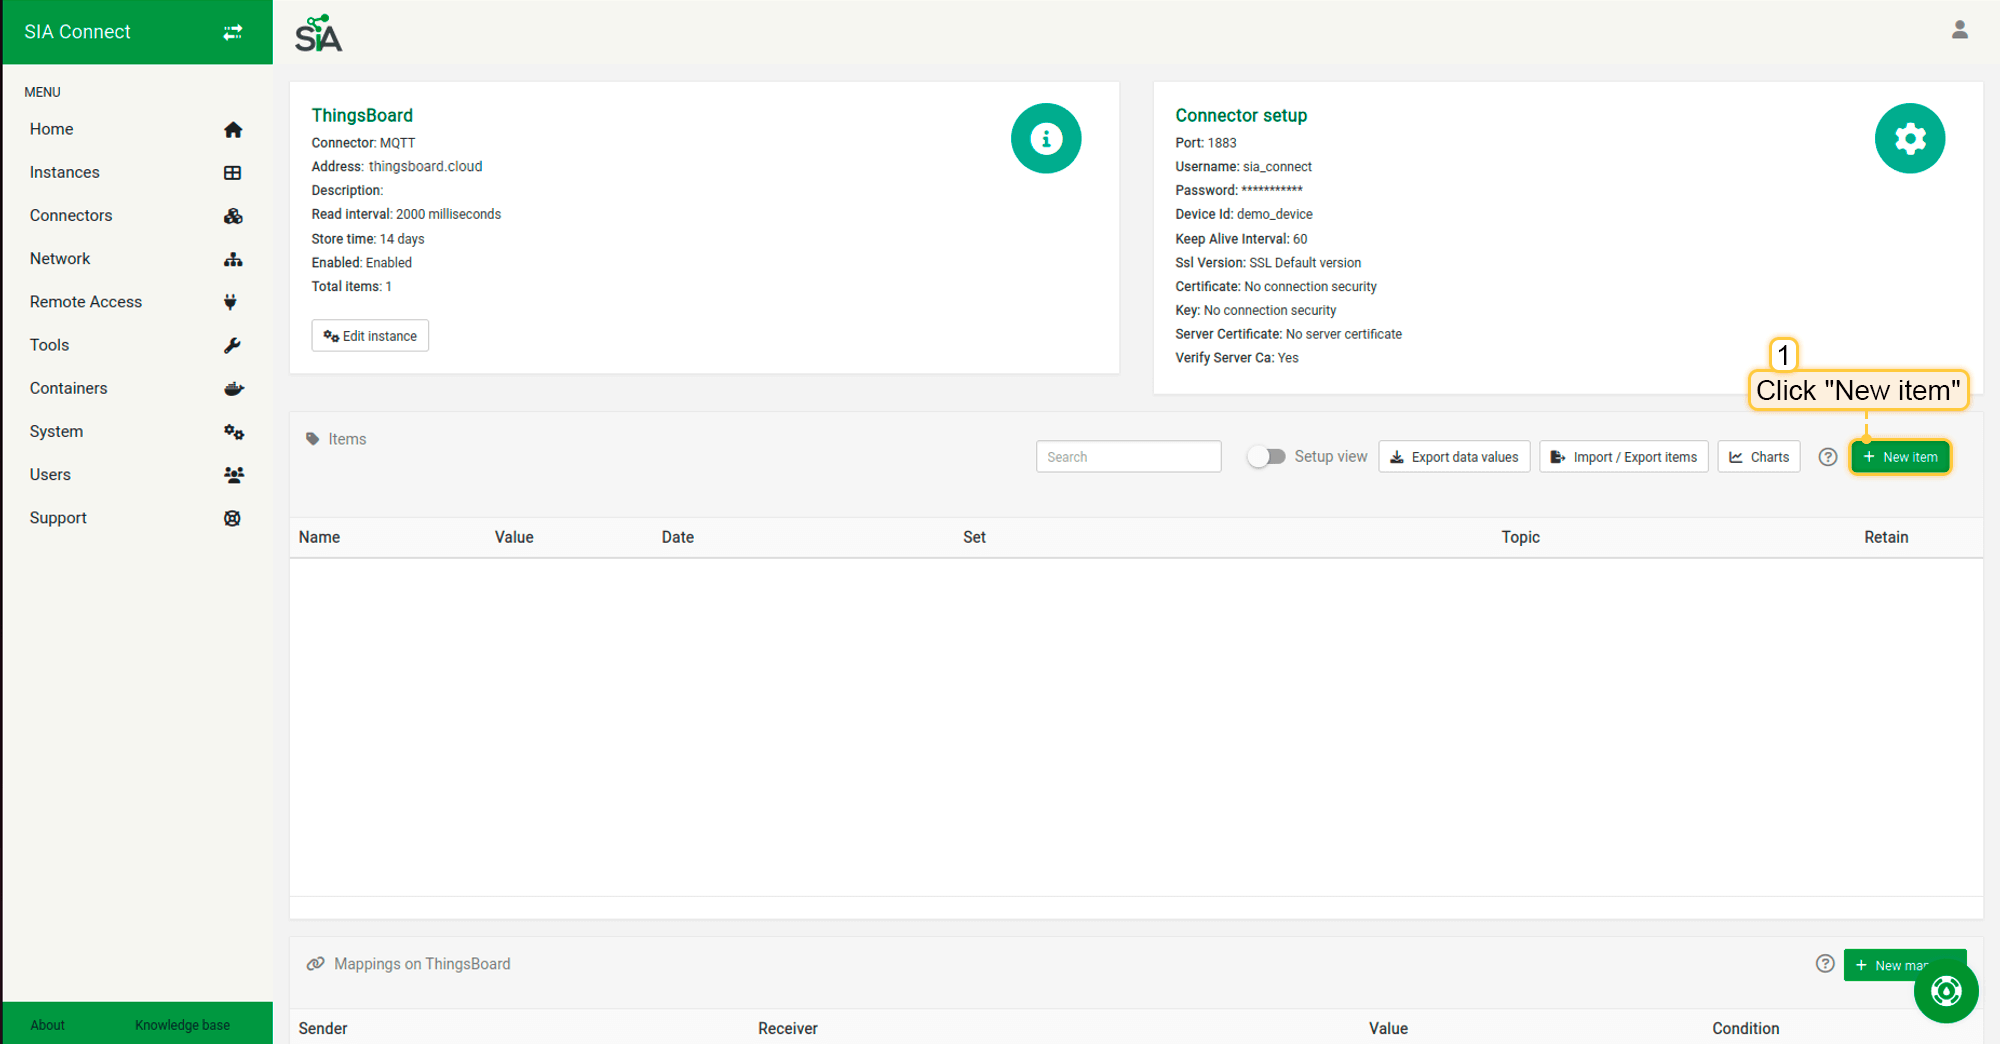 SIA Connect
SiA
MENU
Home
Instances
Connectors
Network
Remote Access
Tools
Containers
System
Users
Support
About
Knowledge base
ThingsBoard
Connector: MQTT
Address: thingsboard.cloud
Description:
Read interval: 2000 milliseconds
Store time: 14 days
Enabled: Enabled
Total items: 1
Edit instance
Connector setup
Port: 1883
Username: sia_connect
Password: ***********
Device Id: demo_device
Keep Alive Interval: 60
Ssl Version: SSL Default version
Certificate: No connection security
Key: No connection security
Server Certificate: No server certificate
Verify Server Ca: Yes
1
Click "New item"
Items
Search
Setup view
Export data values
Import / Export items
Charts
?
+ New item
Name Value Date Set Topic Retain
Mappings on ThingsBoard
?
+ New
Sender Receiver Value Condition